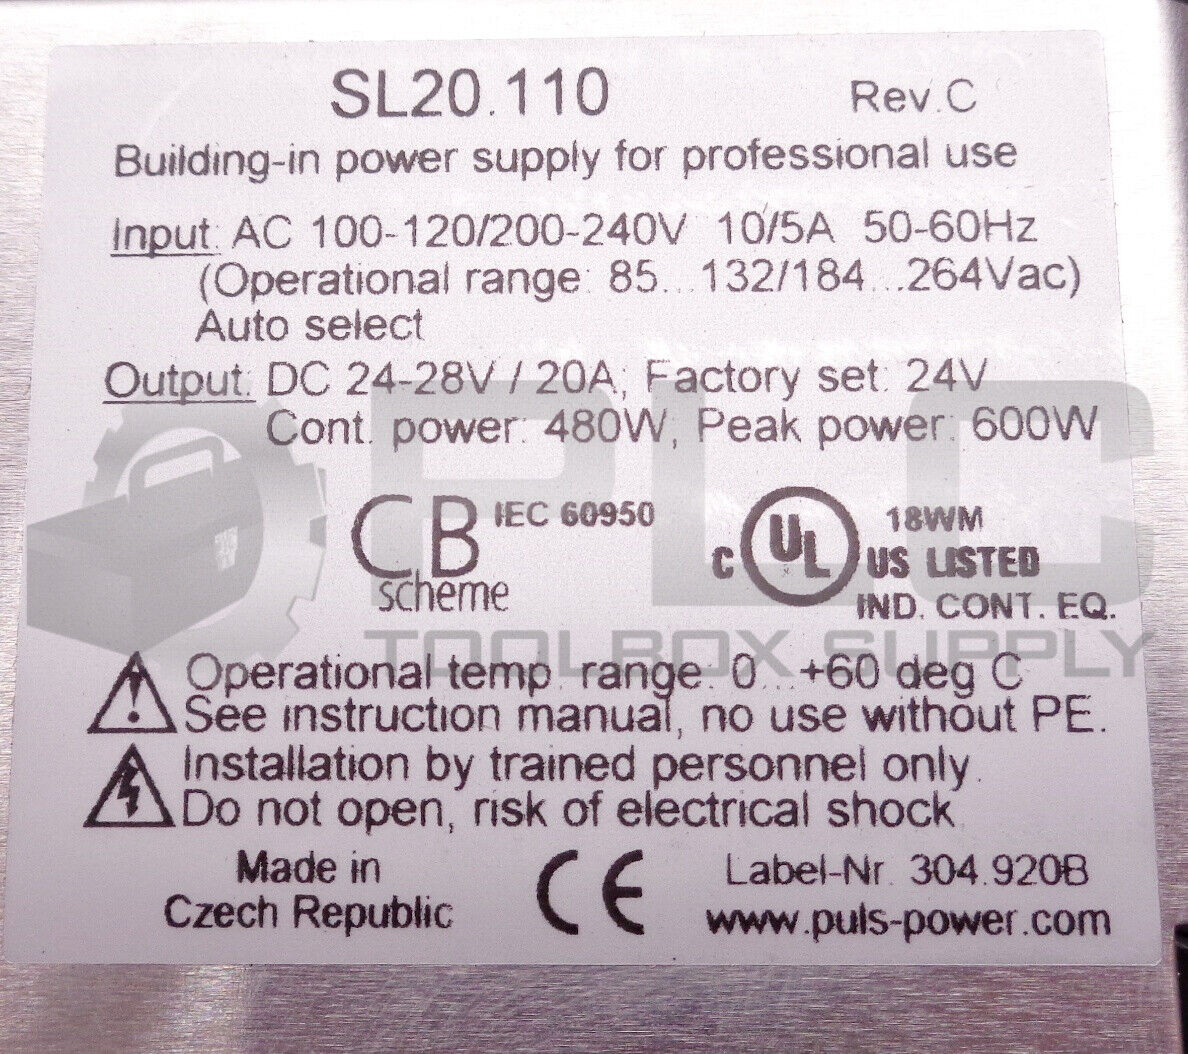 SL20.110 Rev.C
Building-in power supply for professional use
Input: AC 100-120/200-240V 10/5A 50-60Hz
(Operational range: 85...132/184...264Vac)
Auto select
Output: DC 24-28V / 20A; Factory set: 24V
Cont. power: 480W, Peak power: 600W
CB scheme IEC 60950
C UL US LISTED 18WM
IND. CONT. EQ.
PLC
TOOLBOX SUPPLY
Operational temp. range: 0...+60 deg C
See instruction manual, no use without PE.
Installation by trained personnel only.
Do not open, risk of electrical shock
Made in
Czech Republic
CE
Label-Nr. 304.920B
www.puls-power.com